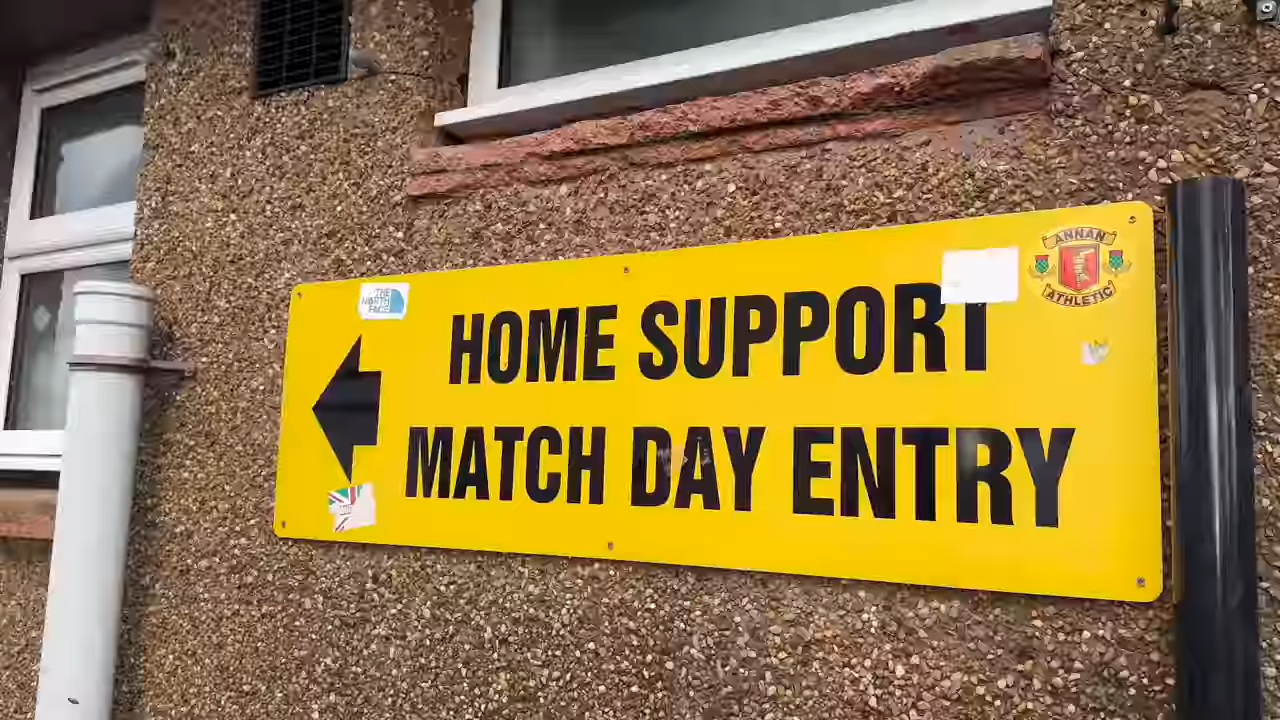 THE
NORTH
FACE
ANNAN
ATHLETIC
HOME SUPPORT
MATCH DAY ENTRY